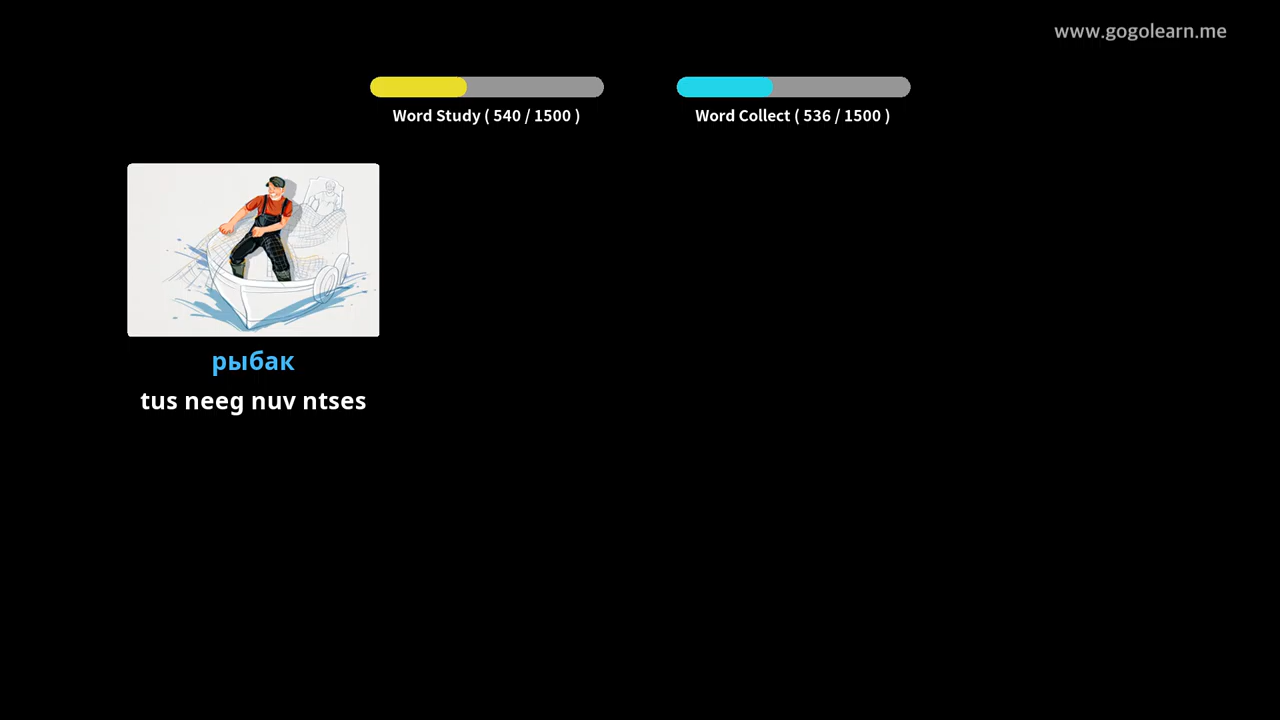 www.gogolearn.me
Word Study ( 540 / 1500 )
Word Collect ( 536 / 1500 )
рыбак
tus neeg nuv ntses